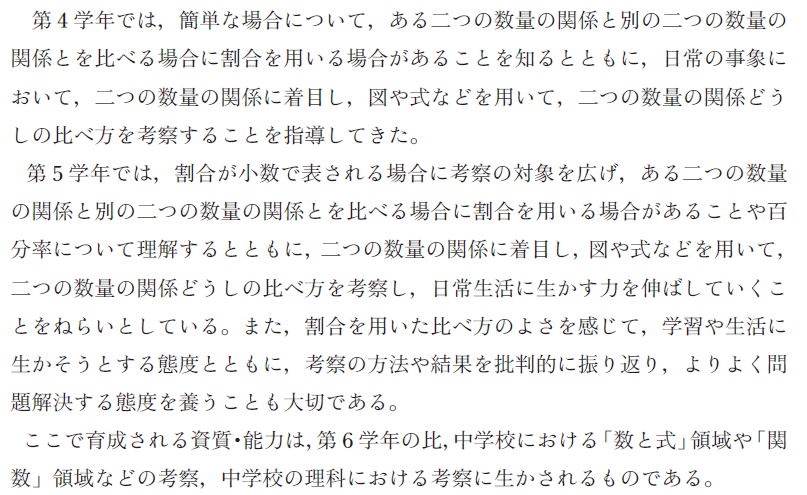 第４学年では，簡単な場合について，ある二つの数量の関係と別の二つの数量の
関係とを比べる場合に割合を用いる場合があることを知るとともに，日常の事象に
おいて，二つの数量の関係に着目し，図や式などを用いて，二つの数量の関係どう
しの比べ方を考察することを指導してきた。
第５学年では，割合が小数で表される場合に考察の対象を広げ，ある二つの数量
の関係と別の二つの数量の関係とを比べる場合に割合を用いる場合があることや百
分率について理解するとともに，二つの数量の関係に着目し，図や式などを用いて，
二つの数量の関係どうしの比べ方を考察し，日常生活に生かす力を伸ばしていくこ
とをねらいとしている。また，割合を用いた比べ方のよさを感じて，学習や生活に
生かそうとする態度とともに，考察の方法や結果を批判的に振り返り，よりよく問
題解決する態度を養うことも大切である。
ここで育成される資質・能力は，第６学年の比，中学校における「数と式」領域や「関
数」領域などの考察，中学校の理科における考察に生かされるものである。